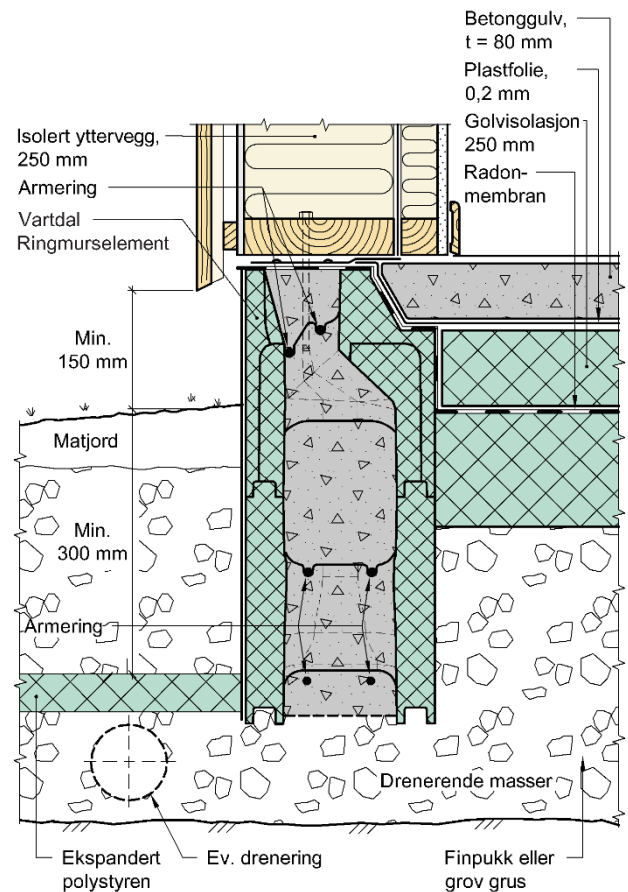 Betonggulv,
t = 80 mm
Plastfolie,
0,2 mm
Golvisolasjon
250 mm
Radon-
membran
Isolert yttervegg,
250 mm
Armering
Vartdal
Ringmurselement
Min.
150 mm
Matjord
Min.
300 mm
Armering
Drenerende masser
Ekspandert
polystyren
Ev. drenering
Finpukk eller
grov grus